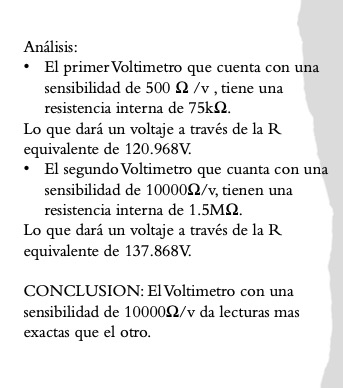 Análisis:
• El primer Voltimetro que cuenta con una
sensibilidad de 500 Ω /v , tiene una
resistencia interna de 75kΩ.
Lo que dará un voltaje a través de la R
equivalente de 120.968V.
• El segundo Voltimetro que cuanta con una
sensibilidad de 10000Ω/v, tienen una
resistencia interna de 1.5MΩ.
Lo que dará un voltaje a través de la R
equivalente de 137.868V.
CONCLUSION: El Voltimetro con una
sensibilidad de 10000Ω/v da lecturas mas
exactas que el otro.